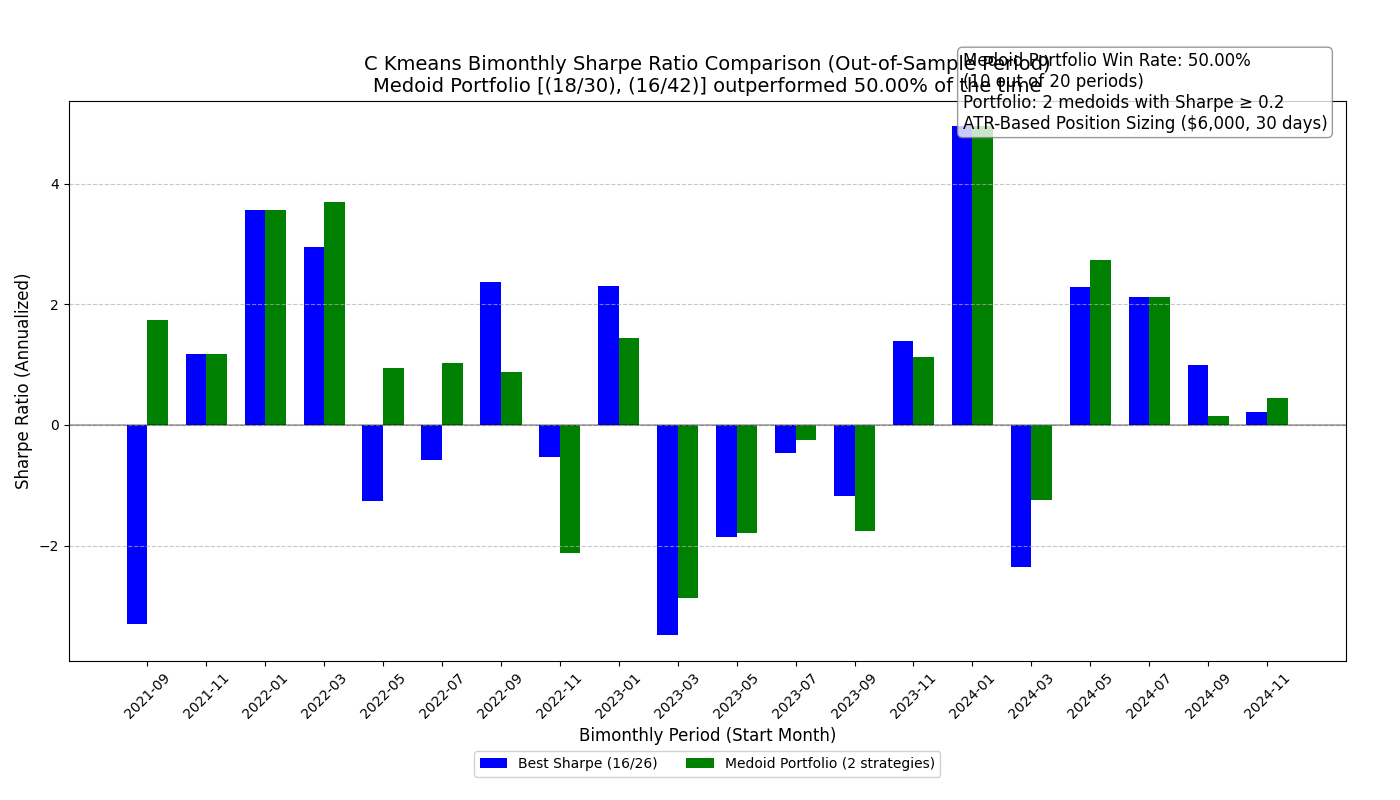 C Kmeans Bimonthly Sharpe Ratio Comparison (Out-of-Sample Period)
Medoid Portfolio [(18/30), (16/42)] outperformed 50.00% of the time
Medoid Portfolio Win Rate: 50.00%
(10 out of 20 periods)
Portfolio: 2 medoids with Sharpe ≥ 0.2
ATR-Based Position Sizing ($6,000, 30 days)
Sharpe Ratio (Annualized)
4
2
0
−2
2021-09
2021-11
2022-01
2022-03
2022-05
2022-07
2022-09
2022-11
2023-01
2023-03
2023-05
2023-07
2023-09
2023-11
2024-01
2024-03
2024-05
2024-07
2024-09
2024-11
Bimonthly Period (Start Month)
Best Sharpe (16/26)
Medoid Portfolio (2 strategies)